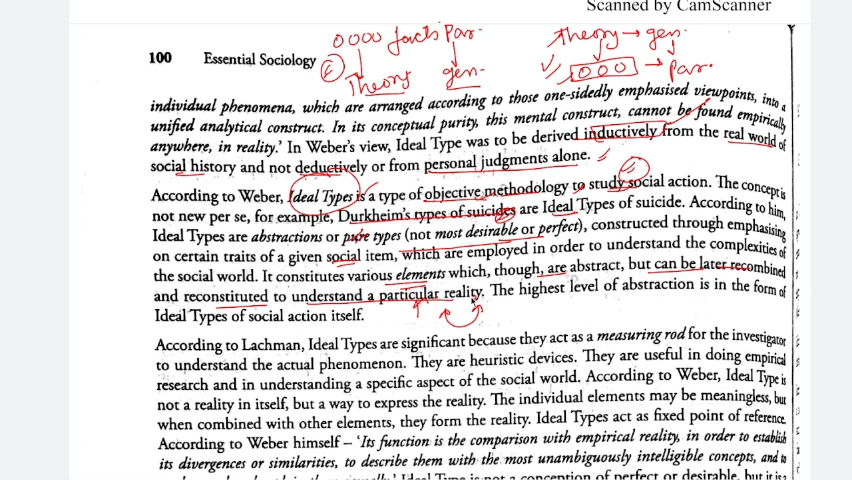 Scanned by CamScanner
0000 facts Par.
Theory → gen.
100 Essential Sociology
Theory gen.
000 → Par.
individual phenomena, which are arranged according to those one-sidedly emphasised viewpoints, into a
unified analytical construct. In its conceptual purity, this mental construct, cannot be found empirically
anywhere, in reality.' In Weber's view, Ideal Type was to be derived inductively from the real world of
social history and not deductively or from personal judgments alone.
According to Weber, Ideal Types is a type of objective methodology to study social action. The concept is
not new per se, for example, Durkheim's types of suicides are Ideal Types of suicide. According to him,
Ideal Types are abstractions or pure types (not most desirable or perfect), constructed through emphasising
on certain traits of a given social item, which are employed in order to understand the complexities of
the social world. It constitutes various elements which, though, are abstract, but can be later recombined
and reconstituted to understand a particular reality. The highest level of abstraction is in the form of
Ideal Types of social action itself.
According to Lachman, Ideal Types are significant because they act as a measuring rod for the investigator
to understand the actual phenomenon. They are heuristic devices. They are useful in doing empirical
research and in understanding a specific aspect of the social world. According to Weber, Ideal Type is
not a reality in itself, but a way to express the reality. The individual elements may be meaningless, but
when combined with other elements, they form the reality. Ideal Types act as fixed point of reference.
According to Weber himself – 'Its function is the comparison with empirical reality, in order to establish
its divergences or similarities, to describe them with the most unambiguously intelligible concepts, and to